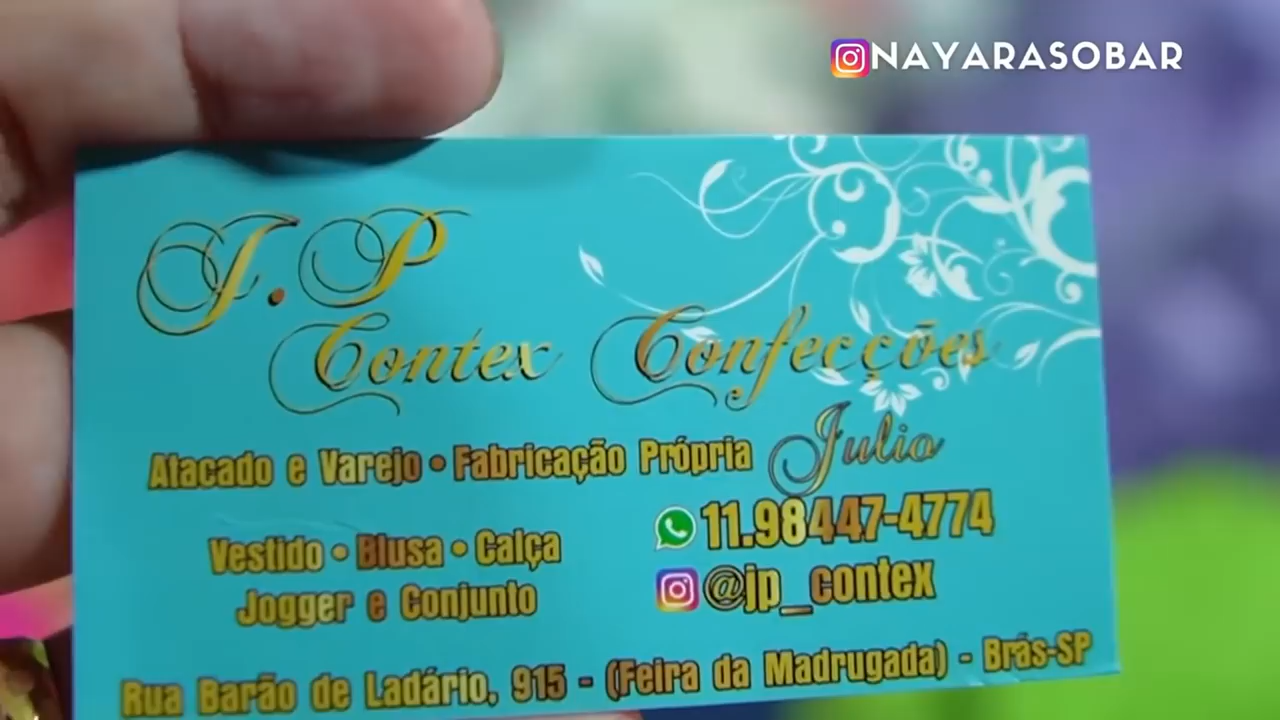 NAYARASOBAR
J.P
Contex Confecções
Atacado e Varejo • Fabricação Própria
Julio
Vestido • Blusa • Calça
Jogger e Conjunto
11.98447-4774
@jp_contex
Rua Barão de Ladário, 915 - (Feira da Madrugada) - Brás-SP